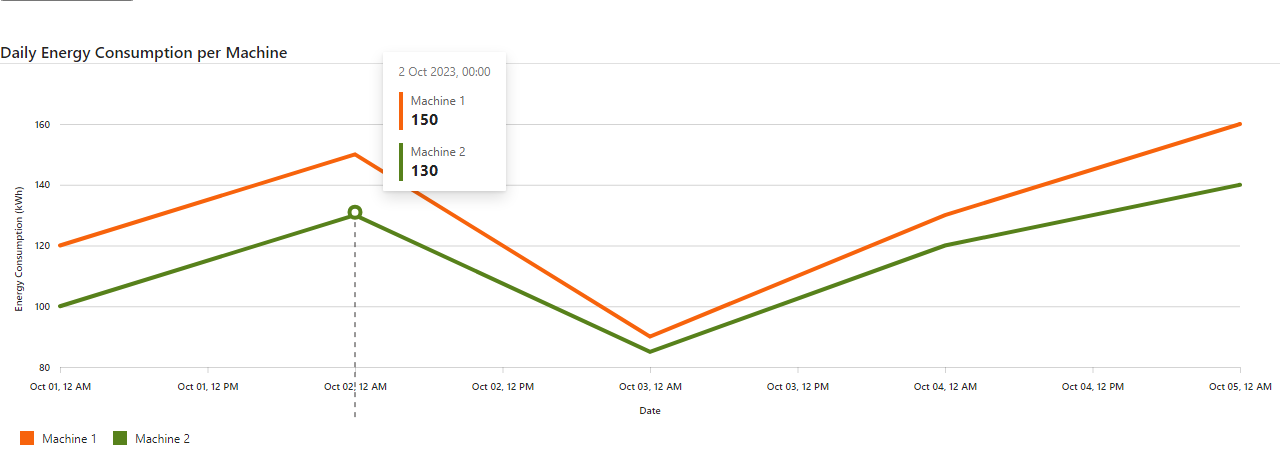 Daily Energy Consumption per Machine
2 Oct 2023, 00:00
Machine 1
150
Machine 2
130
160
140
120
100
80
Energy Consumption (kWh)
Oct 01, 12 AM Oct 01, 12 PM Oct 02, 12 AM Oct 02, 12 PM Oct 03, 12 AM Oct 03, 12 PM Oct 04, 12 AM Oct 04, 12 PM Oct 05, 12 AM
Date
Machine 1 Machine 2